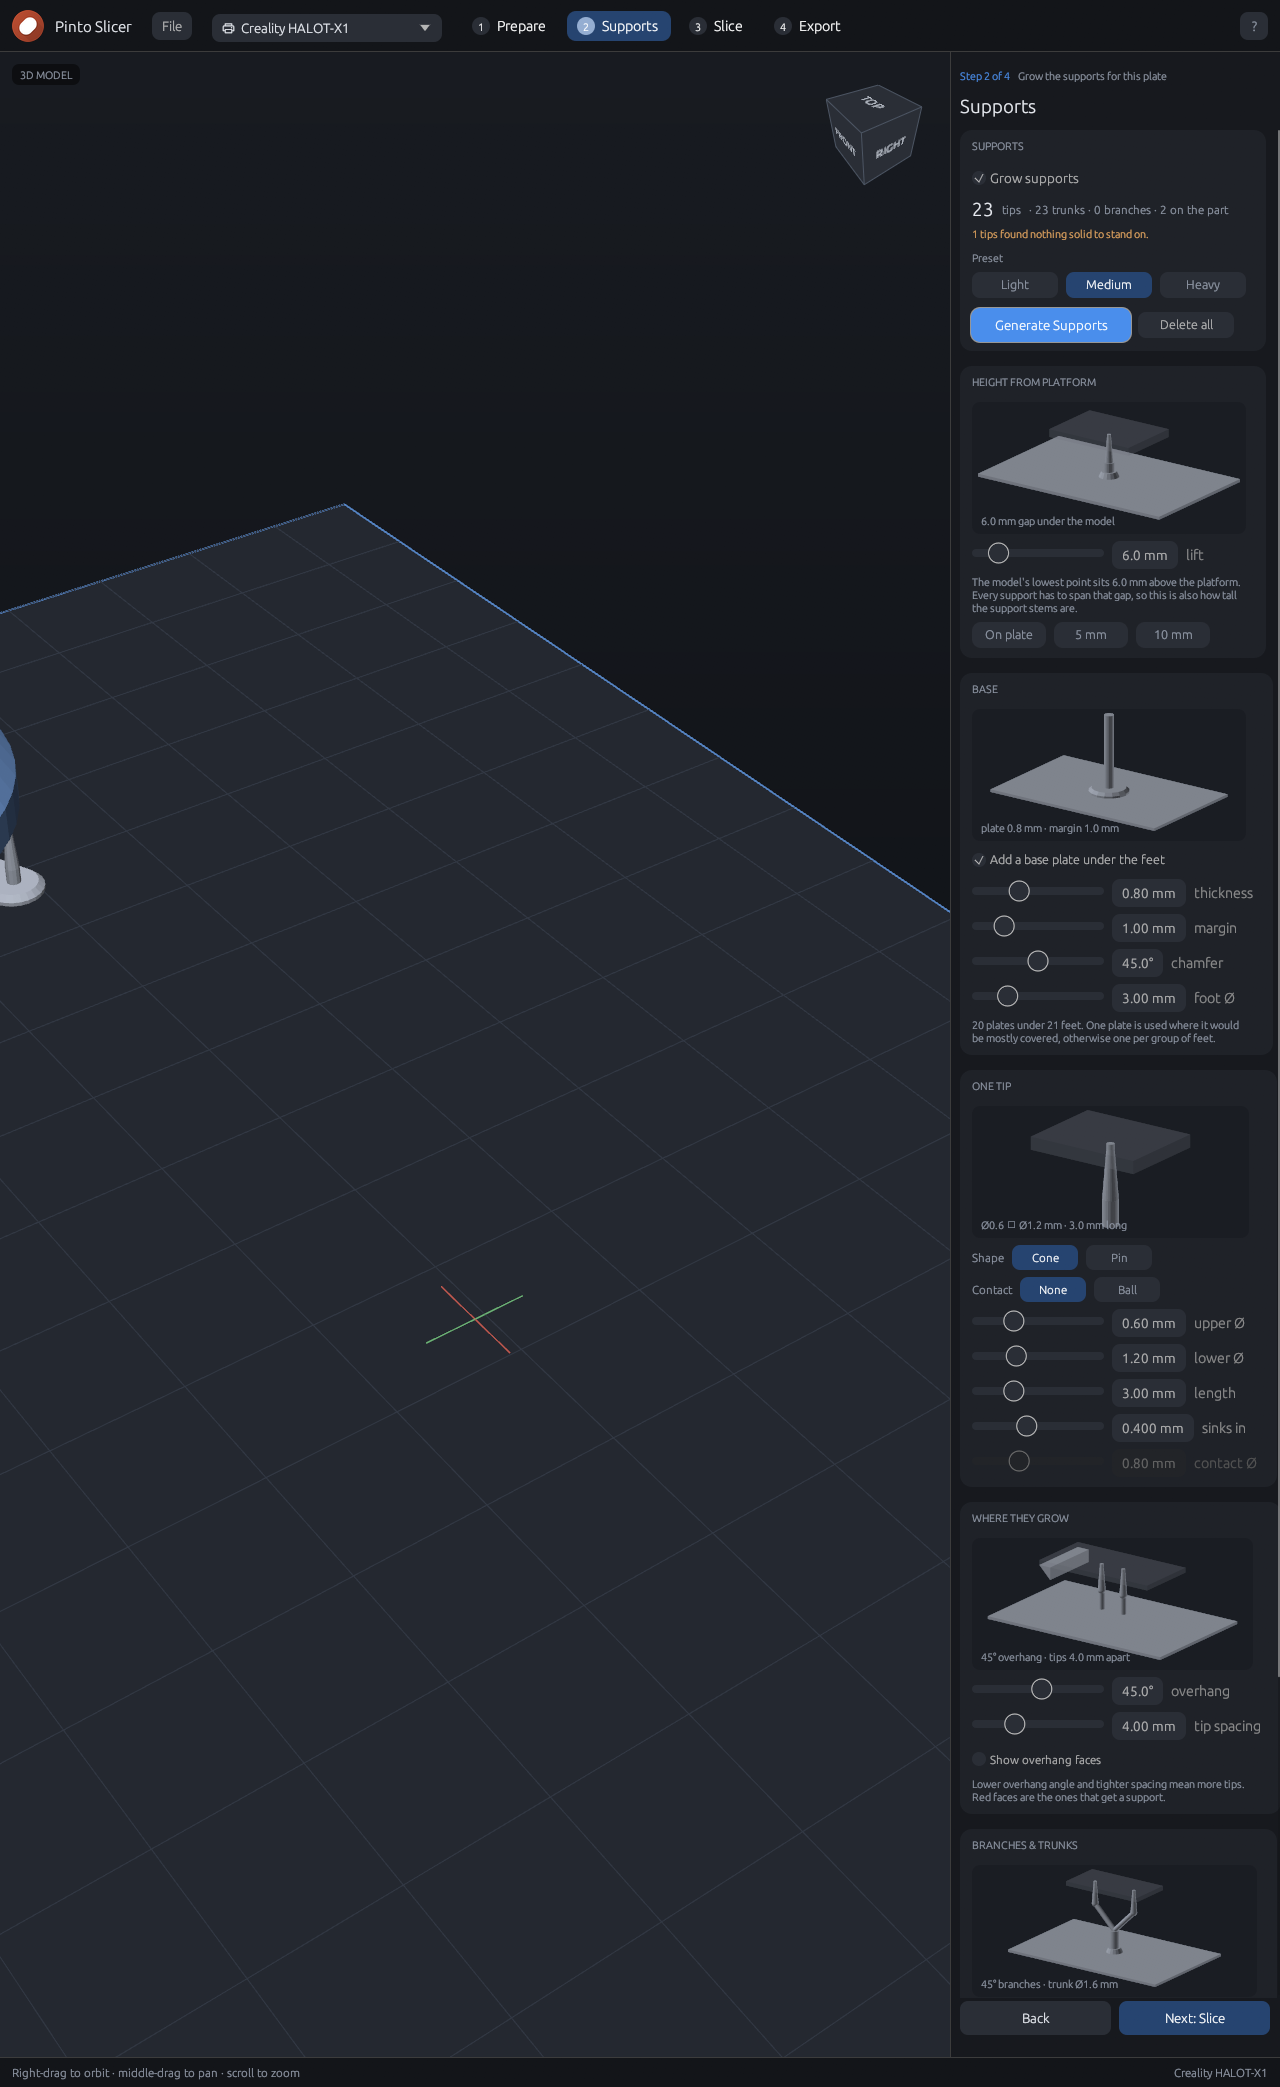 Pinto Slicer
File
Creality HALOT-X1
1 Prepare
2 Supports
3 Slice
4 Export
?
3D MODEL
TOP
FRONT
RIGHT
Step 2 of 4 Grow the supports for this plate
Supports
SUPPORTS
Grow supports
23 tips · 23 trunks · 0 branches · 2 on the part
1 tips found nothing solid to stand on.
Preset
Light Medium Heavy
Generate Supports Delete all
HEIGHT FROM PLATFORM
6.0 mm gap under the model
6.0 mm lift
The model's lowest point sits 6.0 mm above the platform.
Every support has to span that gap, so this is also how tall
the support stems are.
On plate 5 mm 10 mm
BASE
plate 0.8 mm · margin 1.0 mm
Add a base plate under the feet
0.80 mm thickness
1.00 mm margin
45.0° chamfer
3.00 mm foot Ø
20 plates under 21 feet. One plate is used where it would
be mostly covered, otherwise one per group of feet.
ONE TIP
Ø0.6 □ Ø1.2 mm · 3.0 mm long
Shape Cone Pin
Contact None Ball
0.60 mm upper Ø
1.20 mm lower Ø
3.00 mm length
0.400 mm sinks in
0.80 mm contact Ø
WHERE THEY GROW
45° overhang · tips 4.0 mm apart
45.0° overhang
4.00 mm tip spacing
Show overhang faces
Lower overhang angle and tighter spacing mean more tips.
Red faces are the ones that get a support.
BRANCHES & TRUNKS
45° branches · trunk Ø1.6 mm
Back Next: Slice
Right-drag to orbit · middle-drag to pan · scroll to zoom
Creality HALOT-X1